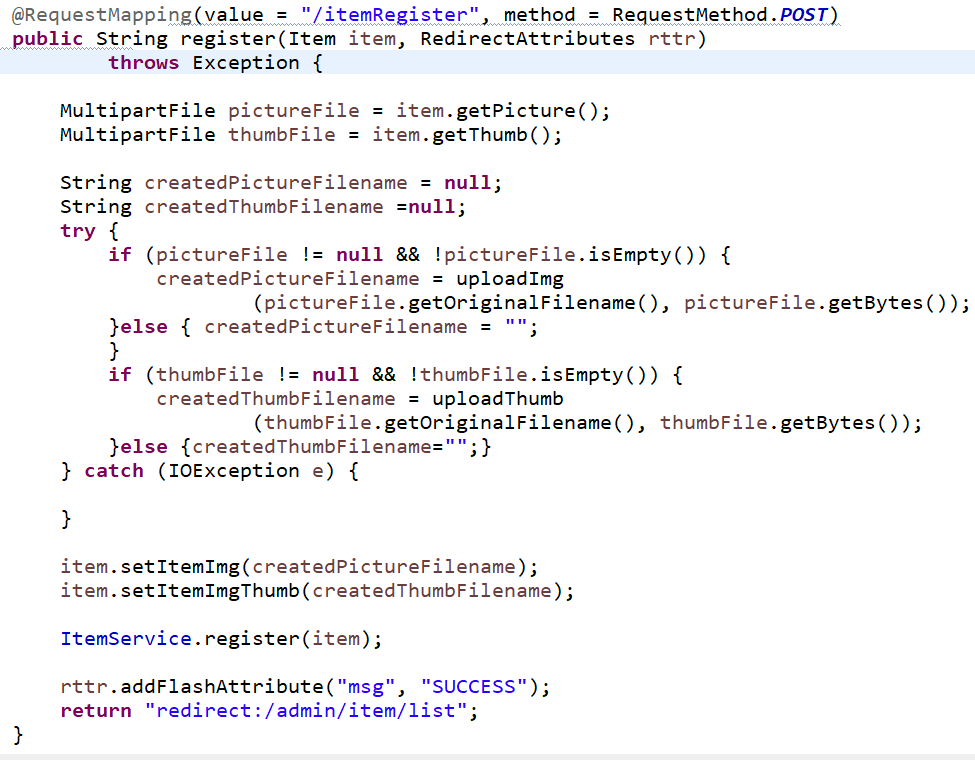 @RequestMapping(value = "/itemRegister", method = RequestMethod.POST)
public String register(Item item, RedirectAttributes rttr)
        throws Exception {

    MultipartFile pictureFile = item.getPicture();
    MultipartFile thumbFile = item.getThumb();

    String createdPictureFilename = null;
    String createdThumbFilename =null;
    try {
        if (pictureFile != null && !pictureFile.isEmpty()) {
            createdPictureFilename = uploadImg
                    (pictureFile.getOriginalFilename(), pictureFile.getBytes());
        }else { createdPictureFilename = "";
        }
        if (thumbFile != null && !thumbFile.isEmpty()) {
            createdThumbFilename = uploadThumb
                    (thumbFile.getOriginalFilename(), thumbFile.getBytes());
        }else {createdThumbFilename="";}
    } catch (IOException e) {

    }

    item.setItemImg(createdPictureFilename);
    item.setItemImgThumb(createdThumbFilename);

    ItemService.register(item);

    rttr.addFlashAttribute("msg", "SUCCESS");
    return "redirect:/admin/item/list";
}